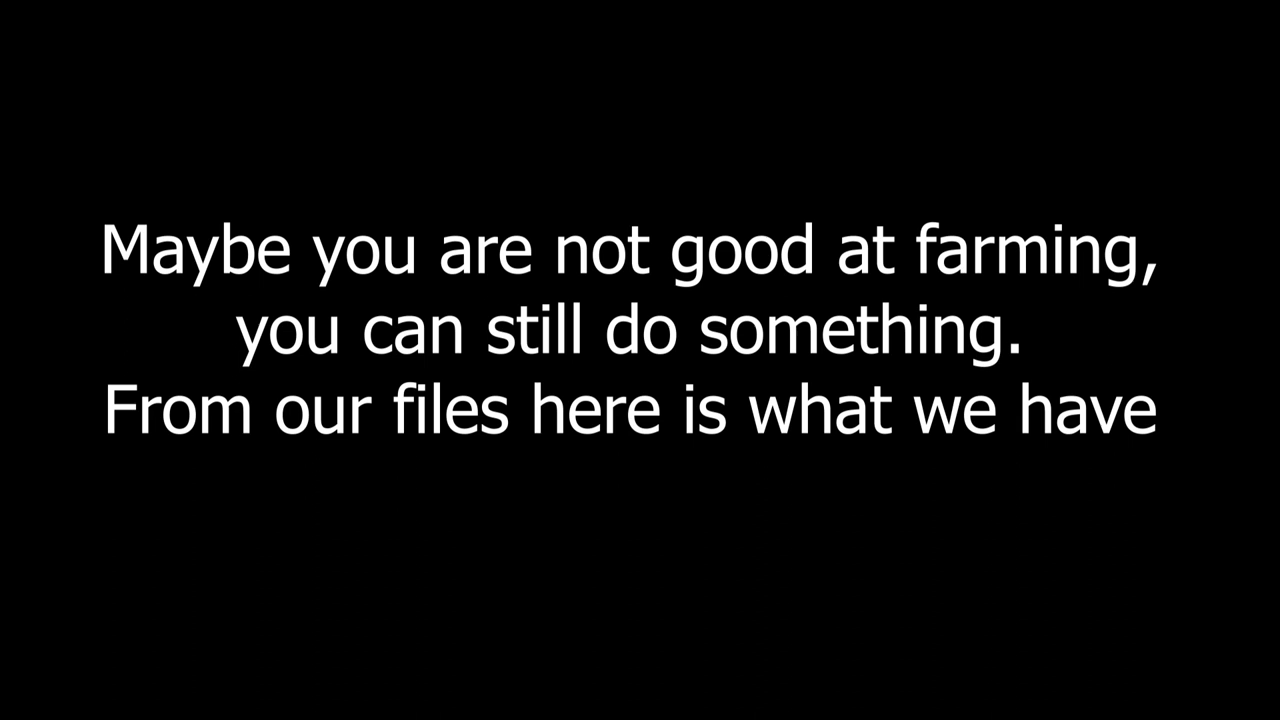 Maybe you are not good at farming,
you can still do something.
From our files here is what we have